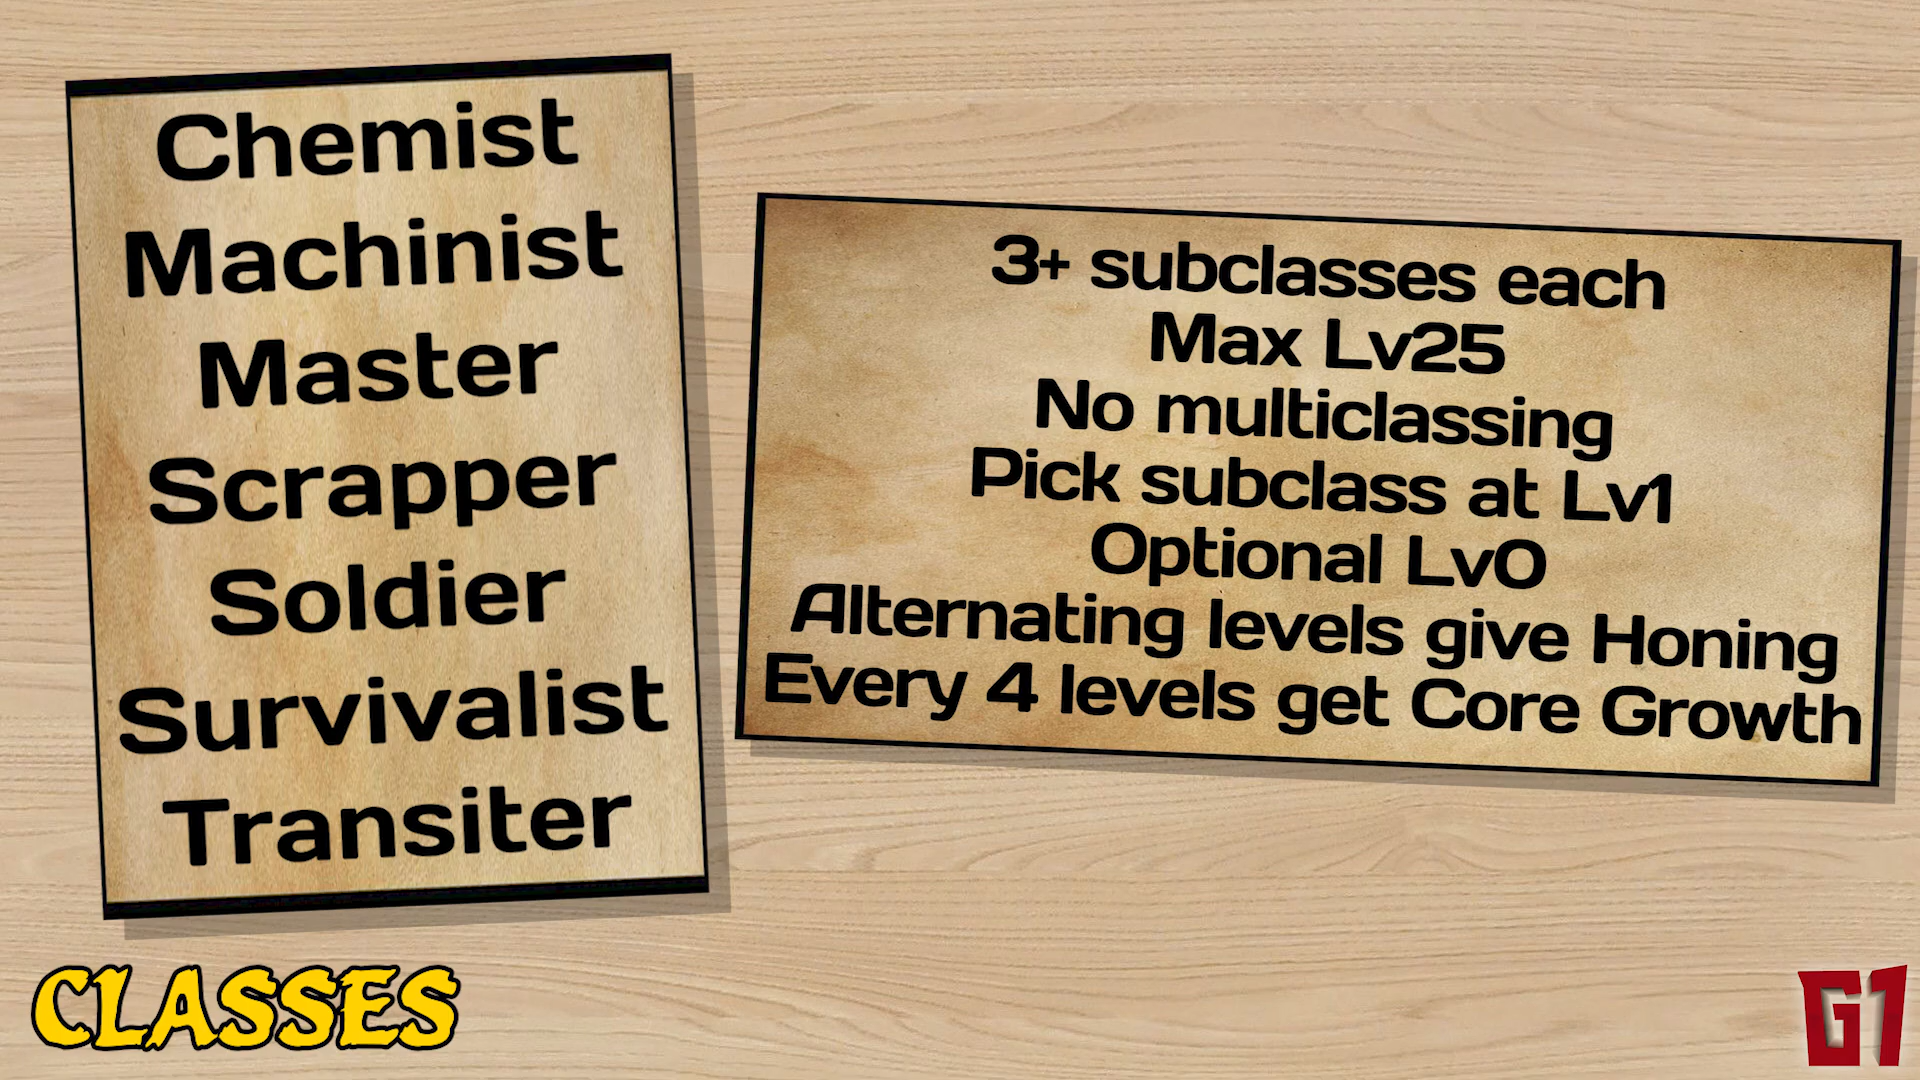 Chemist
Machinist
Master
Scrapper
Soldier
Survivalist
Transiter
3+ subclasses each
Max Lv25
No multiclassing
Pick subclass at Lv1
Optional Lv0
Alternating levels give Honing
Every 4 levels get Core Growth
CLASSES
G1